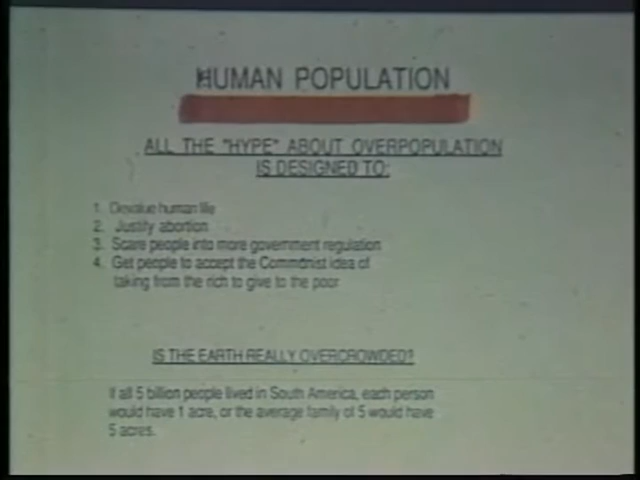 HUMAN POPULATION
ALL THE "HYPE" ABOUT OVERPOPULATION
IS DESIGNED TO:
1. Devalue human life
2. Justify abortion
3. Scare people into more government regulation
4. Get people to accept the Communist idea of
taking from the rich to give to the poor
IS THE EARTH REALLY OVERCROWDED?
If all 5 billion people lived in South America, each person
would have 1 acre, or the average family of 5 would have
5 acres.